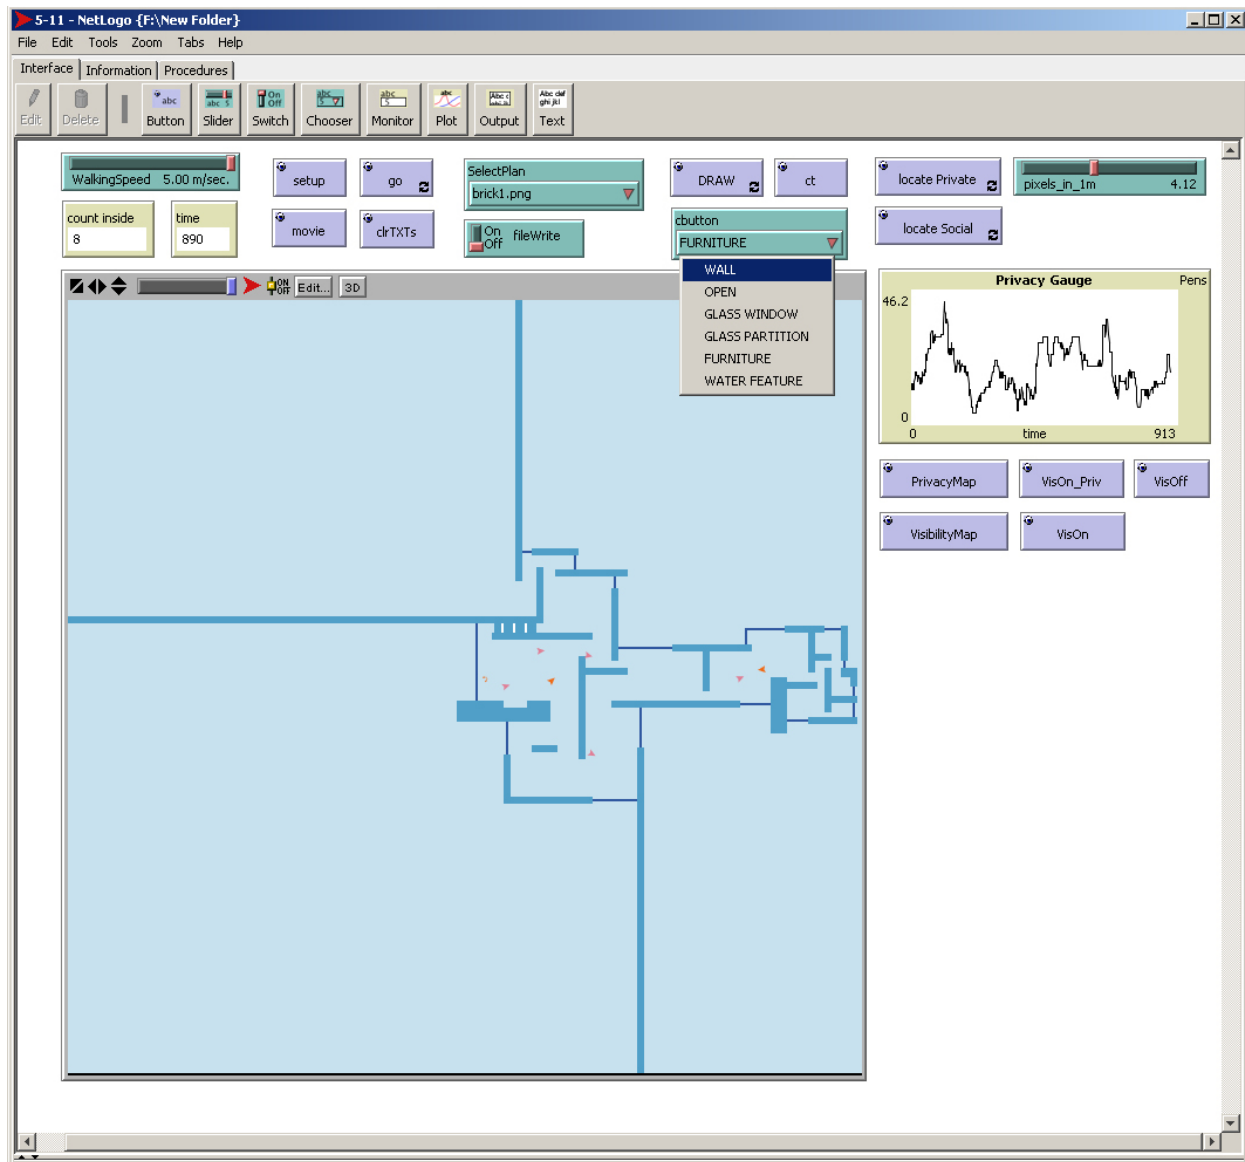 5-11 - NetLogo {F:\New Folder}
File Edit Tools Zoom Tabs Help
Interface Information Procedures
Edit Delete Button Slider Switch Chooser Monitor Plot Output Text
WalkingSpeed 5.00 m/sec.
setup
go
SelectPlan
brick1.png
DRAW
ct
locate Private
pixels_in_1m 4.12
count inside
8
time
890
movie
clrTXTs
On
Off
fileWrite
cbutton
FURNITURE
locate Social
WALL
OPEN
GLASS WINDOW
GLASS PARTITION
FURNITURE
WATER FEATURE
ON
OFF
Edit...
3D
Privacy Gauge
Pens
46.2
0
0 time 913
PrivacyMap
VisOn_Priv
VisOff
VisibilityMap
VisOn